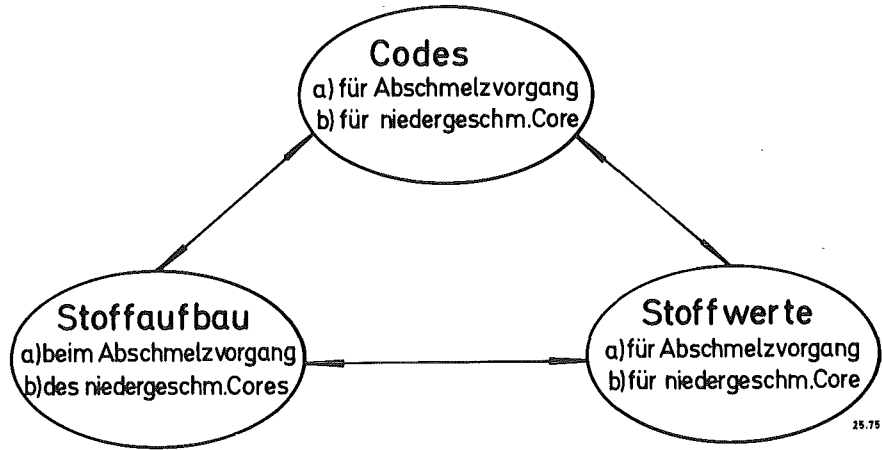 Codes
a) für Abschmelzvorgang
b) für niedergeschm.Core
Stoffaufbau
a)beim Abschmelzvorgang
b)des niedergeschm.Cores
Stoffwerte
a)für Abschmelzvorgang
b)für niedergeschm.Core
25.75